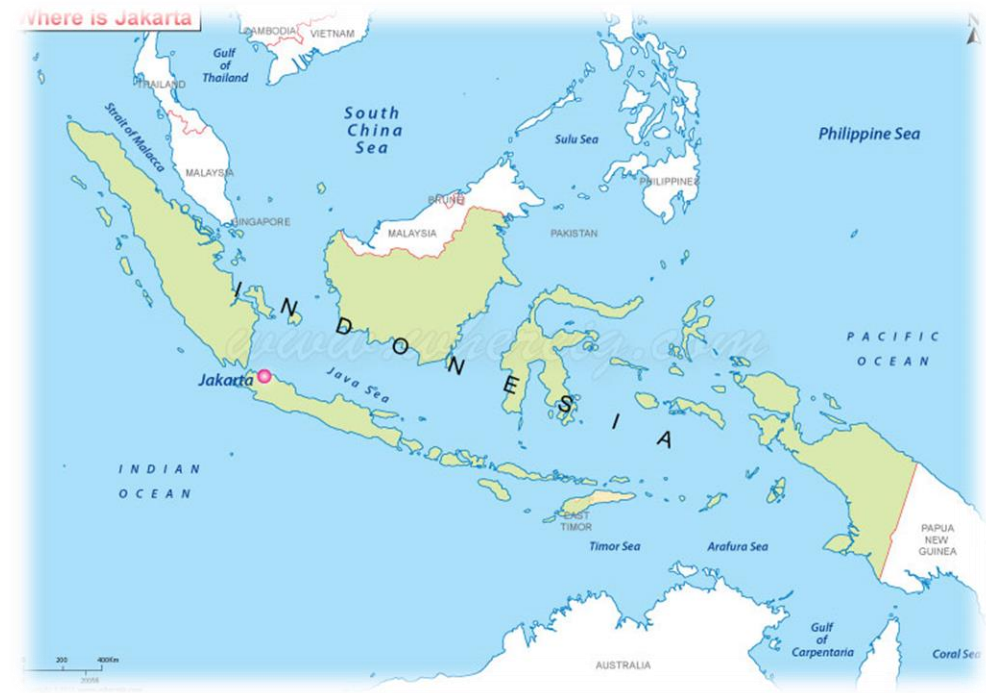 Where is Jakarta
N
CAMBODIA
VIETNAM
Gulf
of
Thailand
THAILAND
Strait of Malacca
South
China
Sea
Sulu Sea
Philippine Sea
MALAYSIA
PHILIPPINES
SINGAPORE
BRUNEI
MALAYSIA
PAKISTAN
INDONESIA
PACIFIC
OCEAN
Jakarta
Java Sea
INDIAN
OCEAN
EAST
TIMOR
Timor Sea
Arafura Sea
PAPUA
NEW
GUINEA
Gulf
of
Carpentaria
Coral Sea
AUSTRALIA
200 400Km